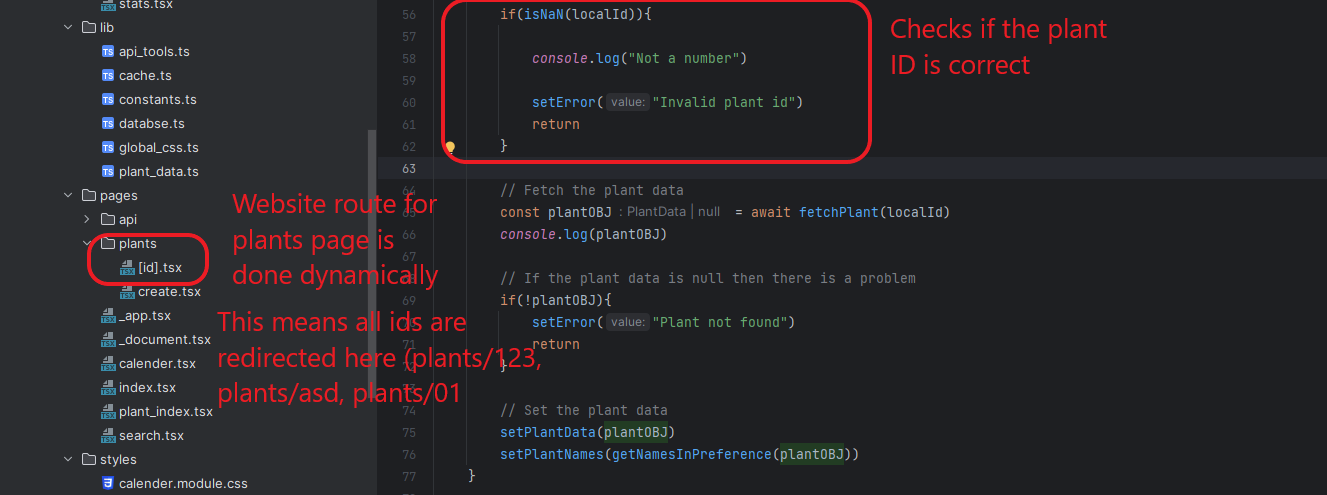 stats.tsx
lib
TS api_tools.ts
TS cache.ts
TS constants.ts
TS databse.ts
TS global_css.ts
TS plant_data.ts
pages
api
plants
TSX [id].tsx
TSX create.tsx
TSX _app.tsx
TSX _document.tsx
TSX calender.tsx
TSX index.tsx
TSX plant_index.tsx
TSX search.tsx
styles
calender.module.css
Website route for
plants page is
done dynamically
This means all ids are
redirected here (plants/123,
plants/asd, plants/01
56 if(isNaN(localId)){
57
58 console.log("Not a number")
59
60 setError( value: "Invalid plant id")
61 return
62 }
63
64 // Fetch the plant data
65 const plantOBJ : PlantData | null = await fetchPlant(localId)
66 console.log(plantOBJ)
67
68 // If the plant data is null then there is a problem
69 if(!plantOBJ){
70 setError( value: "Plant not found")
71 return
72 }
73
74 // Set the plant data
75 setPlantData(plantOBJ)
76 setPlantNames(getNamesInPreference(plantOBJ))
77 }
Checks if the plant
ID is correct